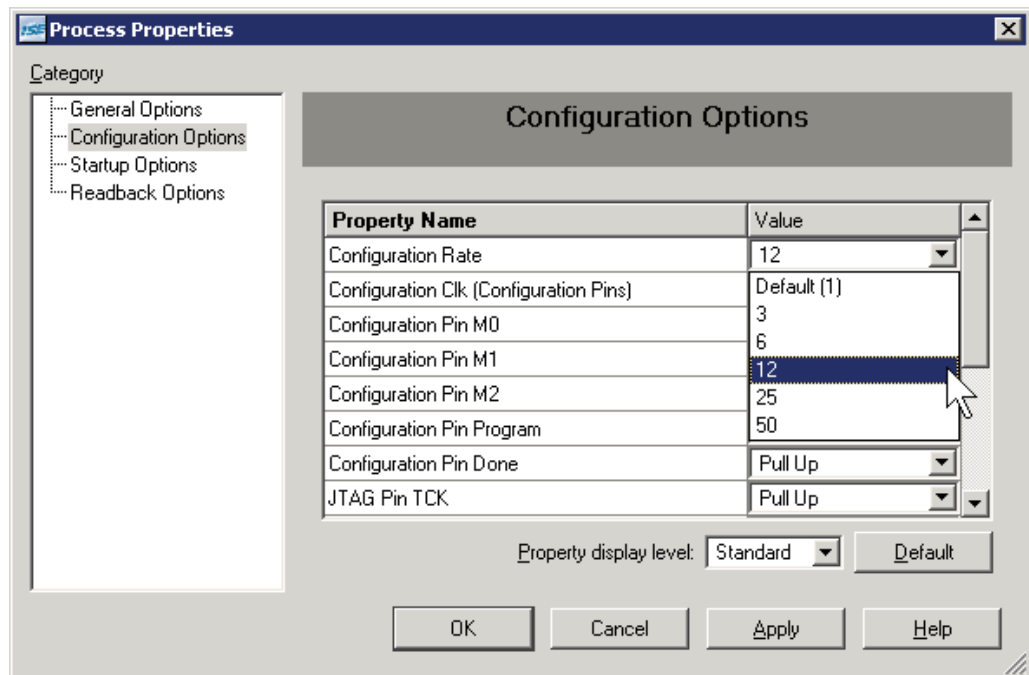 ISE Process Properties
Category
General Options
Configuration Options
Startup Options
Readback Options
Configuration Options
Property Name Value
Configuration Rate 12
Configuration Clk (Configuration Pins) Default (1)
Configuration Pin M0 3
6
Configuration Pin M1 12
Configuration Pin M2 25
Configuration Pin Program 50
Configuration Pin Done Pull Up
JTAG Pin TCK Pull Up
Property display level: Standard Default
OK Cancel Apply Help